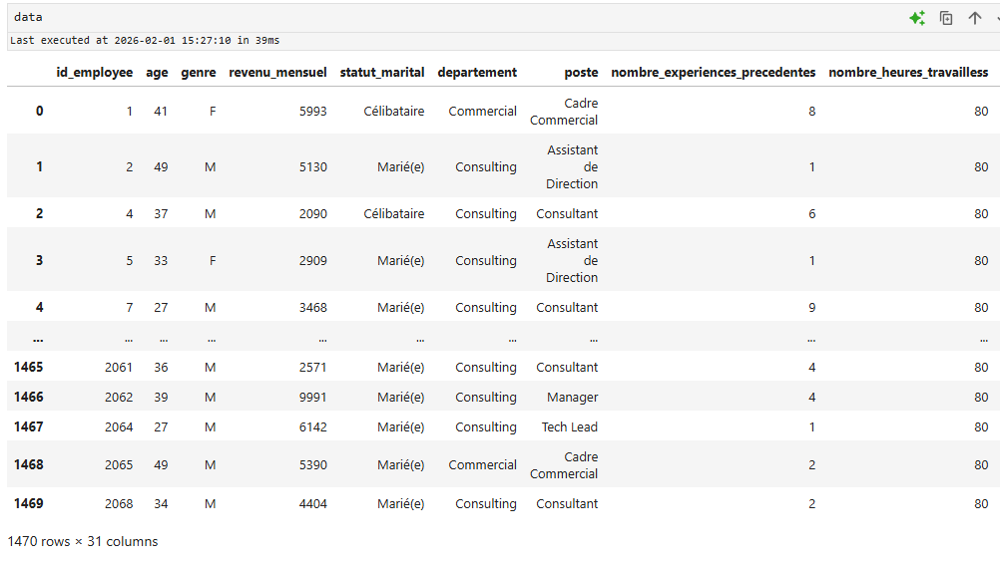 data
Last executed at 2026-02-01 15:27:10 in 39ms
id_employee age genre revenu_mensuel statut_marital departement poste nombre_experiences_precedentes nombre_heures_travailless
0 1 41 F 5993 Célibataire Commercial Cadre Commercial 8 80
1 2 49 M 5130 Marié(e) Consulting Assistant de Direction 1 80
2 4 37 M 2090 Célibataire Consulting Consultant 6 80
3 5 33 F 2909 Marié(e) Consulting Assistant de Direction 1 80
4 7 27 M 3468 Marié(e) Consulting Consultant 9 80
... ... ... ... ... ... ... ... ... ...
1465 2061 36 M 2571 Marié(e) Consulting Consultant 4 80
1466 2062 39 M 9991 Marié(e) Consulting Manager 4 80
1467 2064 27 M 6142 Marié(e) Consulting Tech Lead 1 80
1468 2065 49 M 5390 Marié(e) Commercial Cadre Commercial 2 80
1469 2068 34 M 4404 Marié(e) Consulting Consultant 2 80
1470 rows × 31 columns